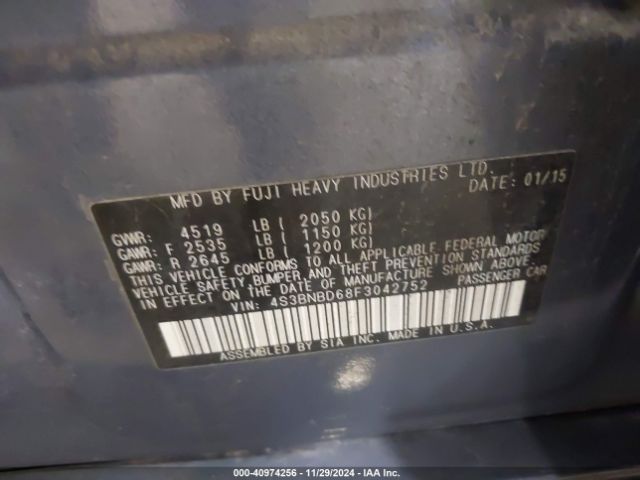 MFD BY FUJI HEAVY INDUSTRIES LTD.
DATE: 01/15
GVWR: 4519 LB ( 2050 KG)
GAWR: F 2535 LB ( 1150 KG)
GAWR: R 2645 LB ( 1200 KG)
THIS VEHICLE CONFORMS TO ALL APPLICABLE FEDERAL MOTOR
VEHICLE SAFETY, BUMPER, AND THEFT PREVENTION STANDARDS
IN EFFECT ON THE DATE OF MANUFACTURE SHOWN ABOVE.
VIN: 4S3BNBD68F3042752 PASSENGER CAR
ASSEMBLED BY SIA INC. MADE IN U.S.A.
000-40974256 - 11/29/2024 - IAA Inc.